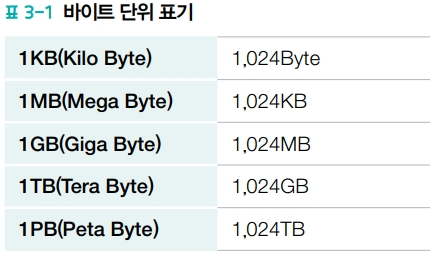 표 3-1 바이트 단위 표기
1KB(Kilo Byte) 1,024Byte
1MB(Mega Byte) 1,024KB
1GB(Giga Byte) 1,024MB
1TB(Tera Byte) 1,024GB
1PB(Peta Byte) 1,024TB